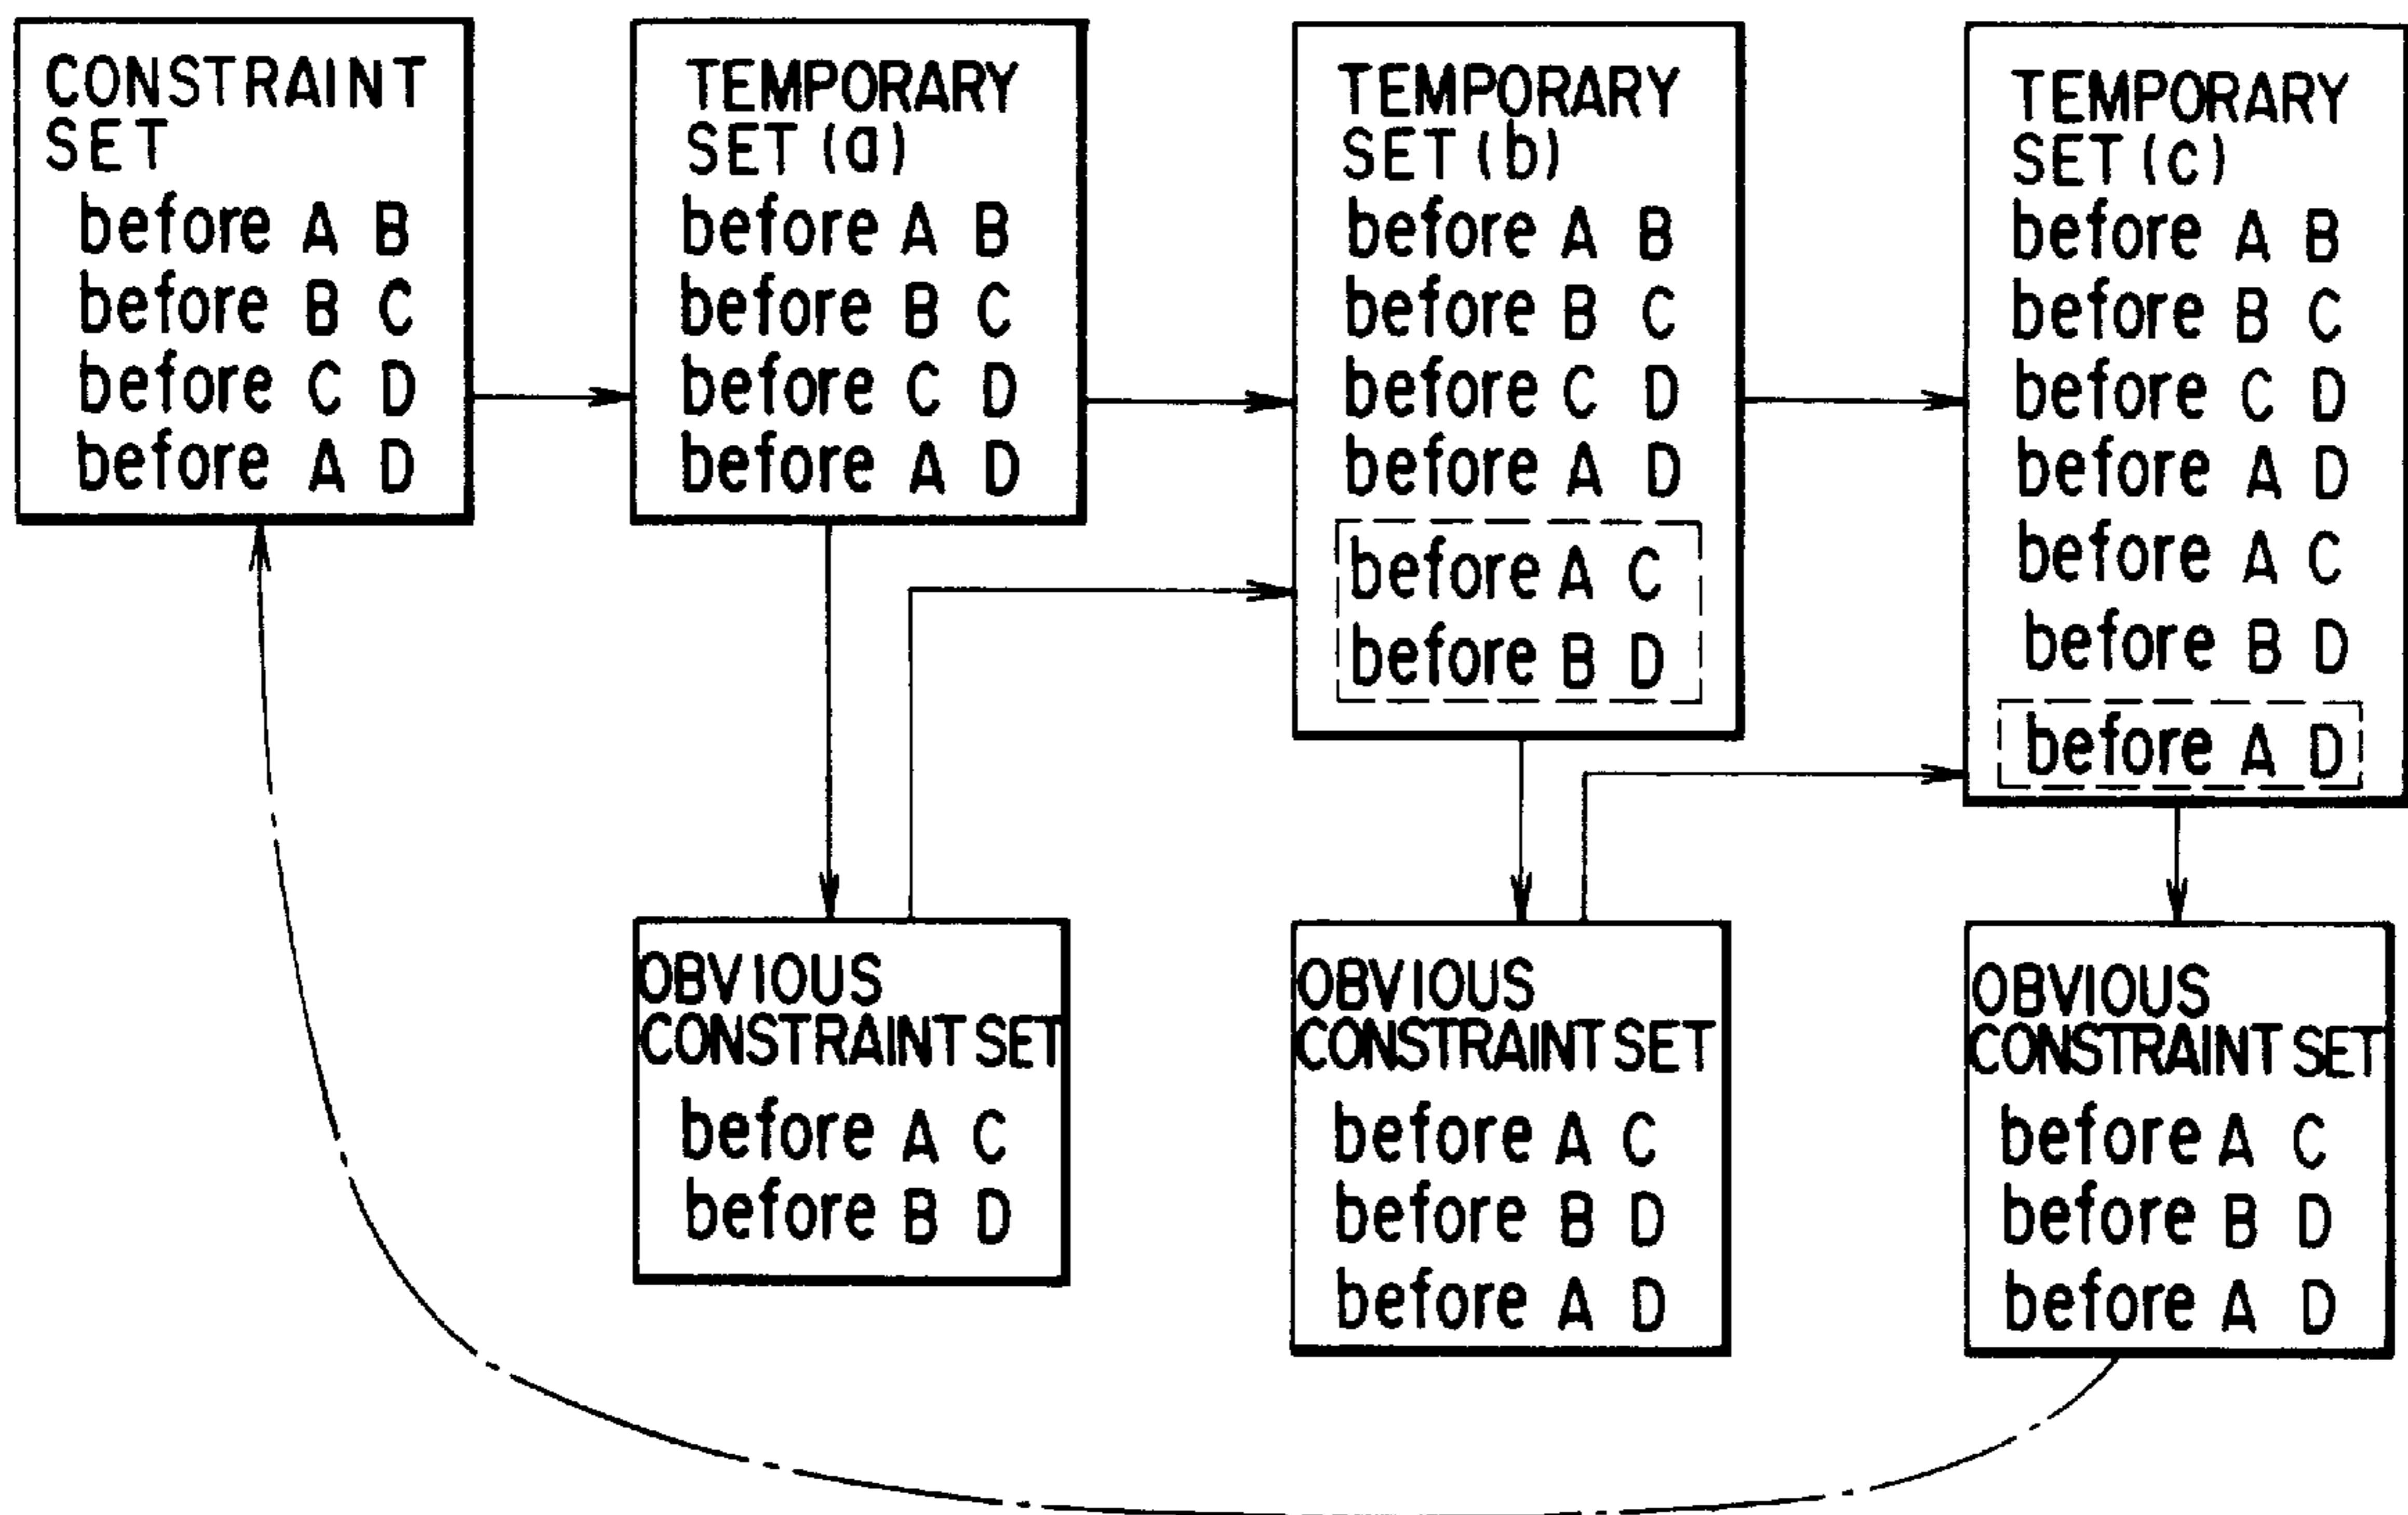 CONSTRAINT
SET
before A B
before B C
before C D
before A D
TEMPORARY
SET (a)
before A B
before B C
before C D
before A D
TEMPORARY
SET (b)
before A B
before B C
before C D
before A D
before A C
before B D
TEMPORARY
SET (c)
before A B
before B C
before C D
before A D
before A C
before B D
before A D
OBVIOUS
CONSTRAINT SET
before A C
before B D
OBVIOUS
CONSTRAINT SET
before A C
before B D
before A D
OBVIOUS
CONSTRAINT SET
before A C
before B D
before A D